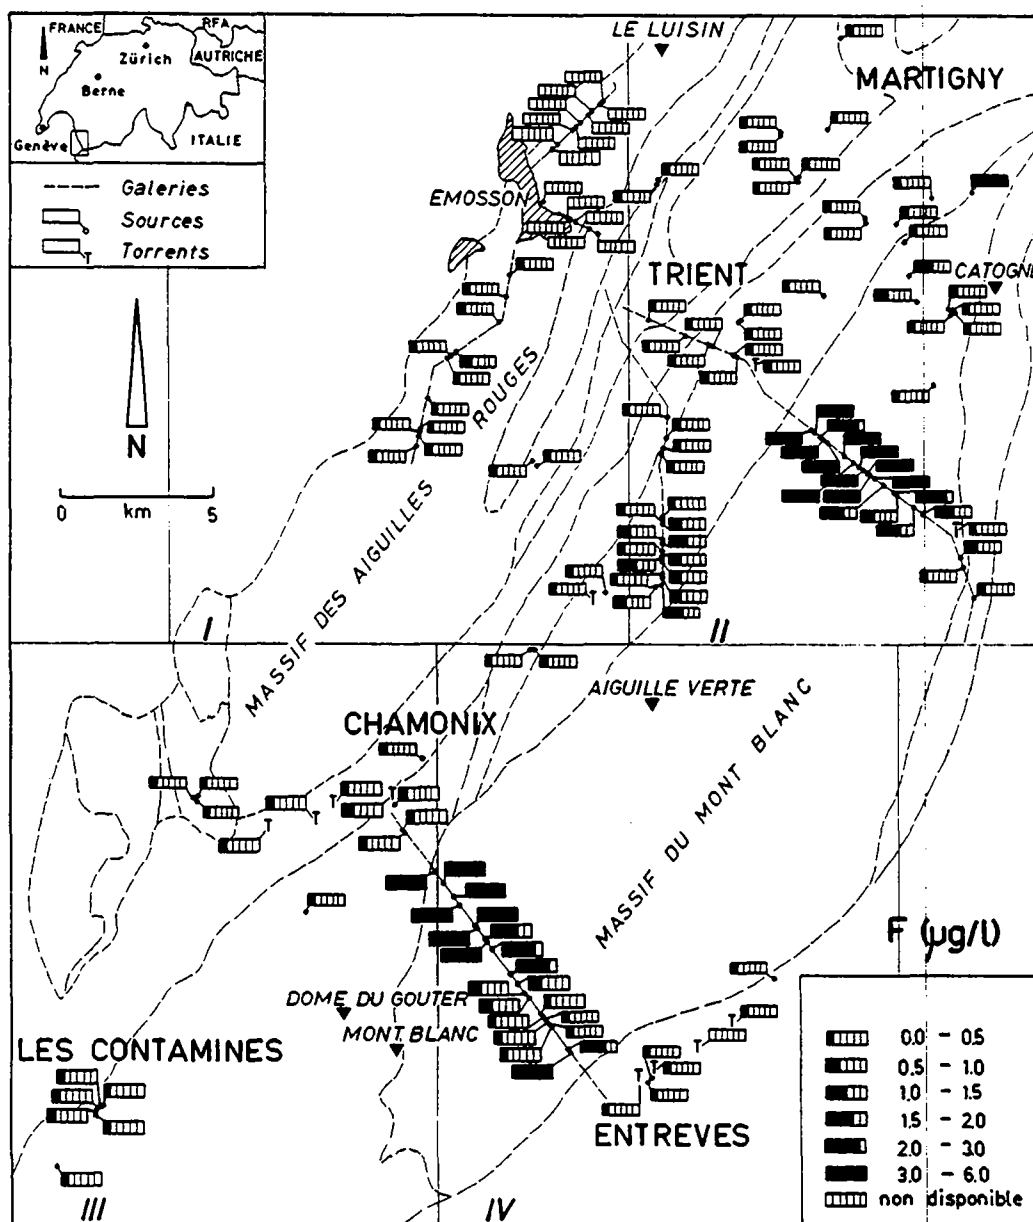 FRANCE
RFA
N
Zürich
AUTRICHE
Berne
Genève
ITALIE
Galeries
Sources
Torrents
LE LUISIN
MARTIGNY
EMOSSON
TRIENT
CATOGNE
N
0 km 5
MASSIF DES AIGUILLES ROUGES
I
II
CHAMONIX
AIGUILLE VERTE
MASSIF DU MONT BLANC
DOME DU GOUTER
MONT BLANC
LES CONTAMINES
ENTREVES
III
IV
F (µg/l)
0.0 - 0.5
0.5 - 1.0
1.0 - 1.5
1.5 - 2.0
2.0 - 3.0
3.0 - 6.0
non disponible
T
T
T
T
T
T
T
T
T
T
T
T